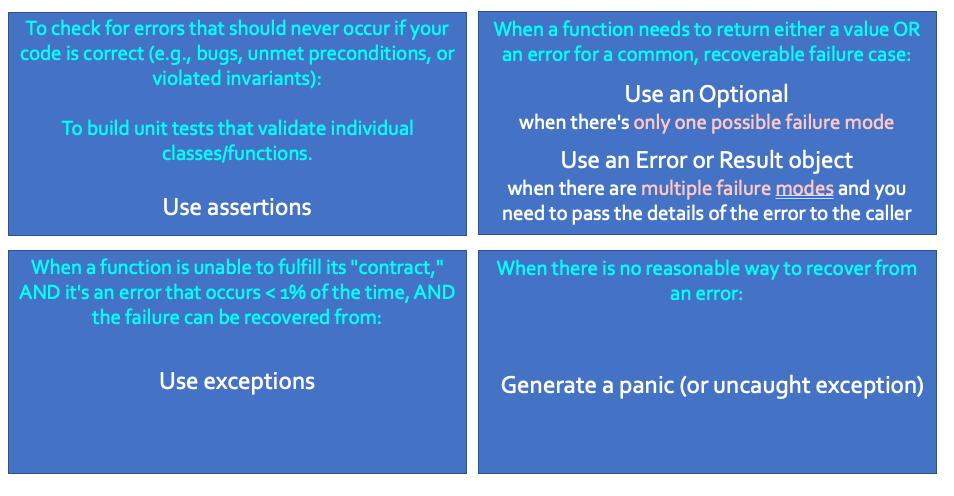 To check for errors that should never occur if your
code is correct (e.g., bugs, unmet preconditions, or
violated invariants):
To build unit tests that validate individual
classes/functions.
Use assertions
When a function needs to return either a value OR
an error for a common, recoverable failure case:
Use an Optional
when there's only one possible failure mode
Use an Error or Result object
when there are multiple failure modes and you
need to pass the details of the error to the caller
When a function is unable to fulfill its "contract,"
AND it's an error that occurs < 1% of the time, AND
the failure can be recovered from:
Use exceptions
When there is no reasonable way to recover from
an error:
Generate a panic (or uncaught exception)